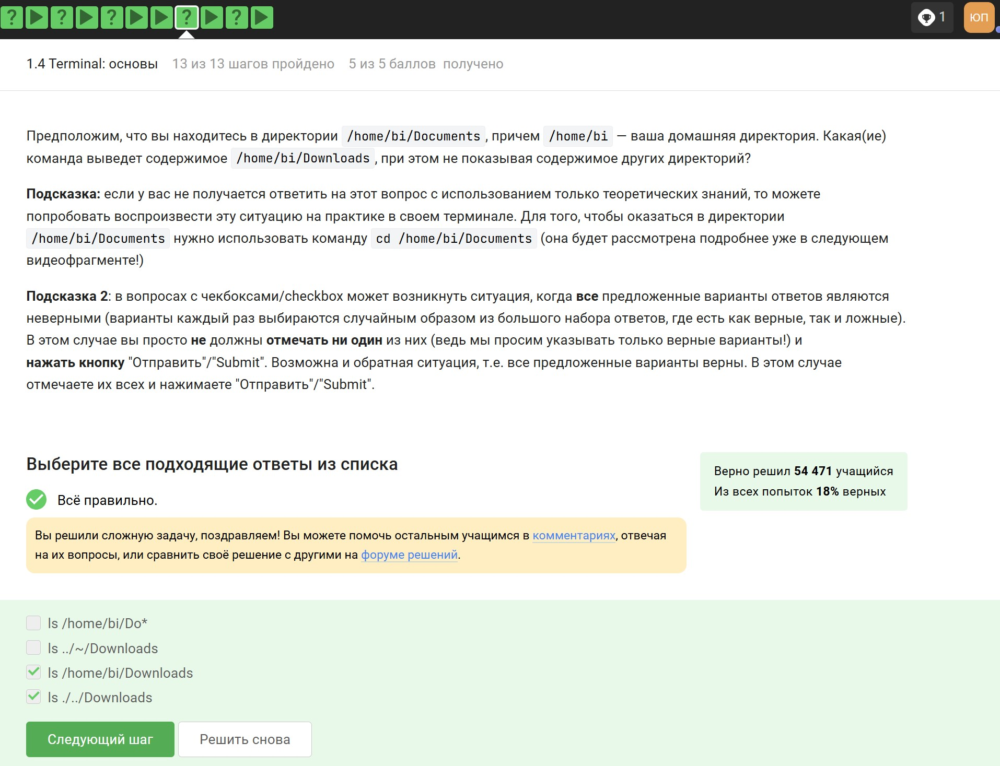 ? ? ? ? ?
1
ЮП
1.4 Terminal: основы 13 из 13 шагов пройдено 5 из 5 баллов получено
Предположим, что вы находитесь в директории /home/bi/Documents, причем /home/bi — ваша домашняя директория. Какая(ие)
команда выведет содержимое /home/bi/Downloads, при этом не показывая содержимое других директорий?
Подсказка: если у вас не получается ответить на этот вопрос с использованием только теоретических знаний, то можете
попробовать воспроизвести эту ситуацию на практике в своем терминале. Для того, чтобы оказаться в директории
/home/bi/Documents нужно использовать команду cd /home/bi/Documents (она будет рассмотрена подробнее уже в следующем
видеофрагменте!)
Подсказка 2: в вопросах с чекбоксами/checkbox может возникнуть ситуация, когда все предложенные варианты ответов являются
неверными (варианты каждый раз выбираются случайным образом из большого набора ответов, где есть как верные, так и ложные).
В этом случае вы просто не должны отмечать ни один из них (ведь мы просим указывать только верные варианты!) и
нажать кнопку "Отправить"/"Submit". Возможна и обратная ситуация, т.е. все предложенные варианты верны. В этом случае
отмечаете их всех и нажимаете "Отправить"/"Submit".
Выберите все подходящие ответы из списка
Всё правильно.
Верно решил 54 471 учащийся
Из всех попыток 18% верных
Вы решили сложную задачу, поздравляем! Вы можете помочь остальным учащимся в комментариях, отвечая
на их вопросы, или сравнить своё решение с другими на форуме решений.
ls /home/bi/Do*
ls ../~/Downloads
ls /home/bi/Downloads
ls ./../Downloads
Следующий шаг
Решить снова